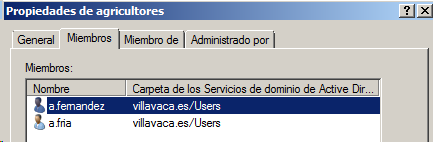 Propiedades de agricultores
General Miembros Miembro de Administrado por
Miembros:
Nombre Carpeta de los Servicios de dominio de Active Dir...
a.fernandez villavaca.es/Users
a.fria villavaca.es/Users